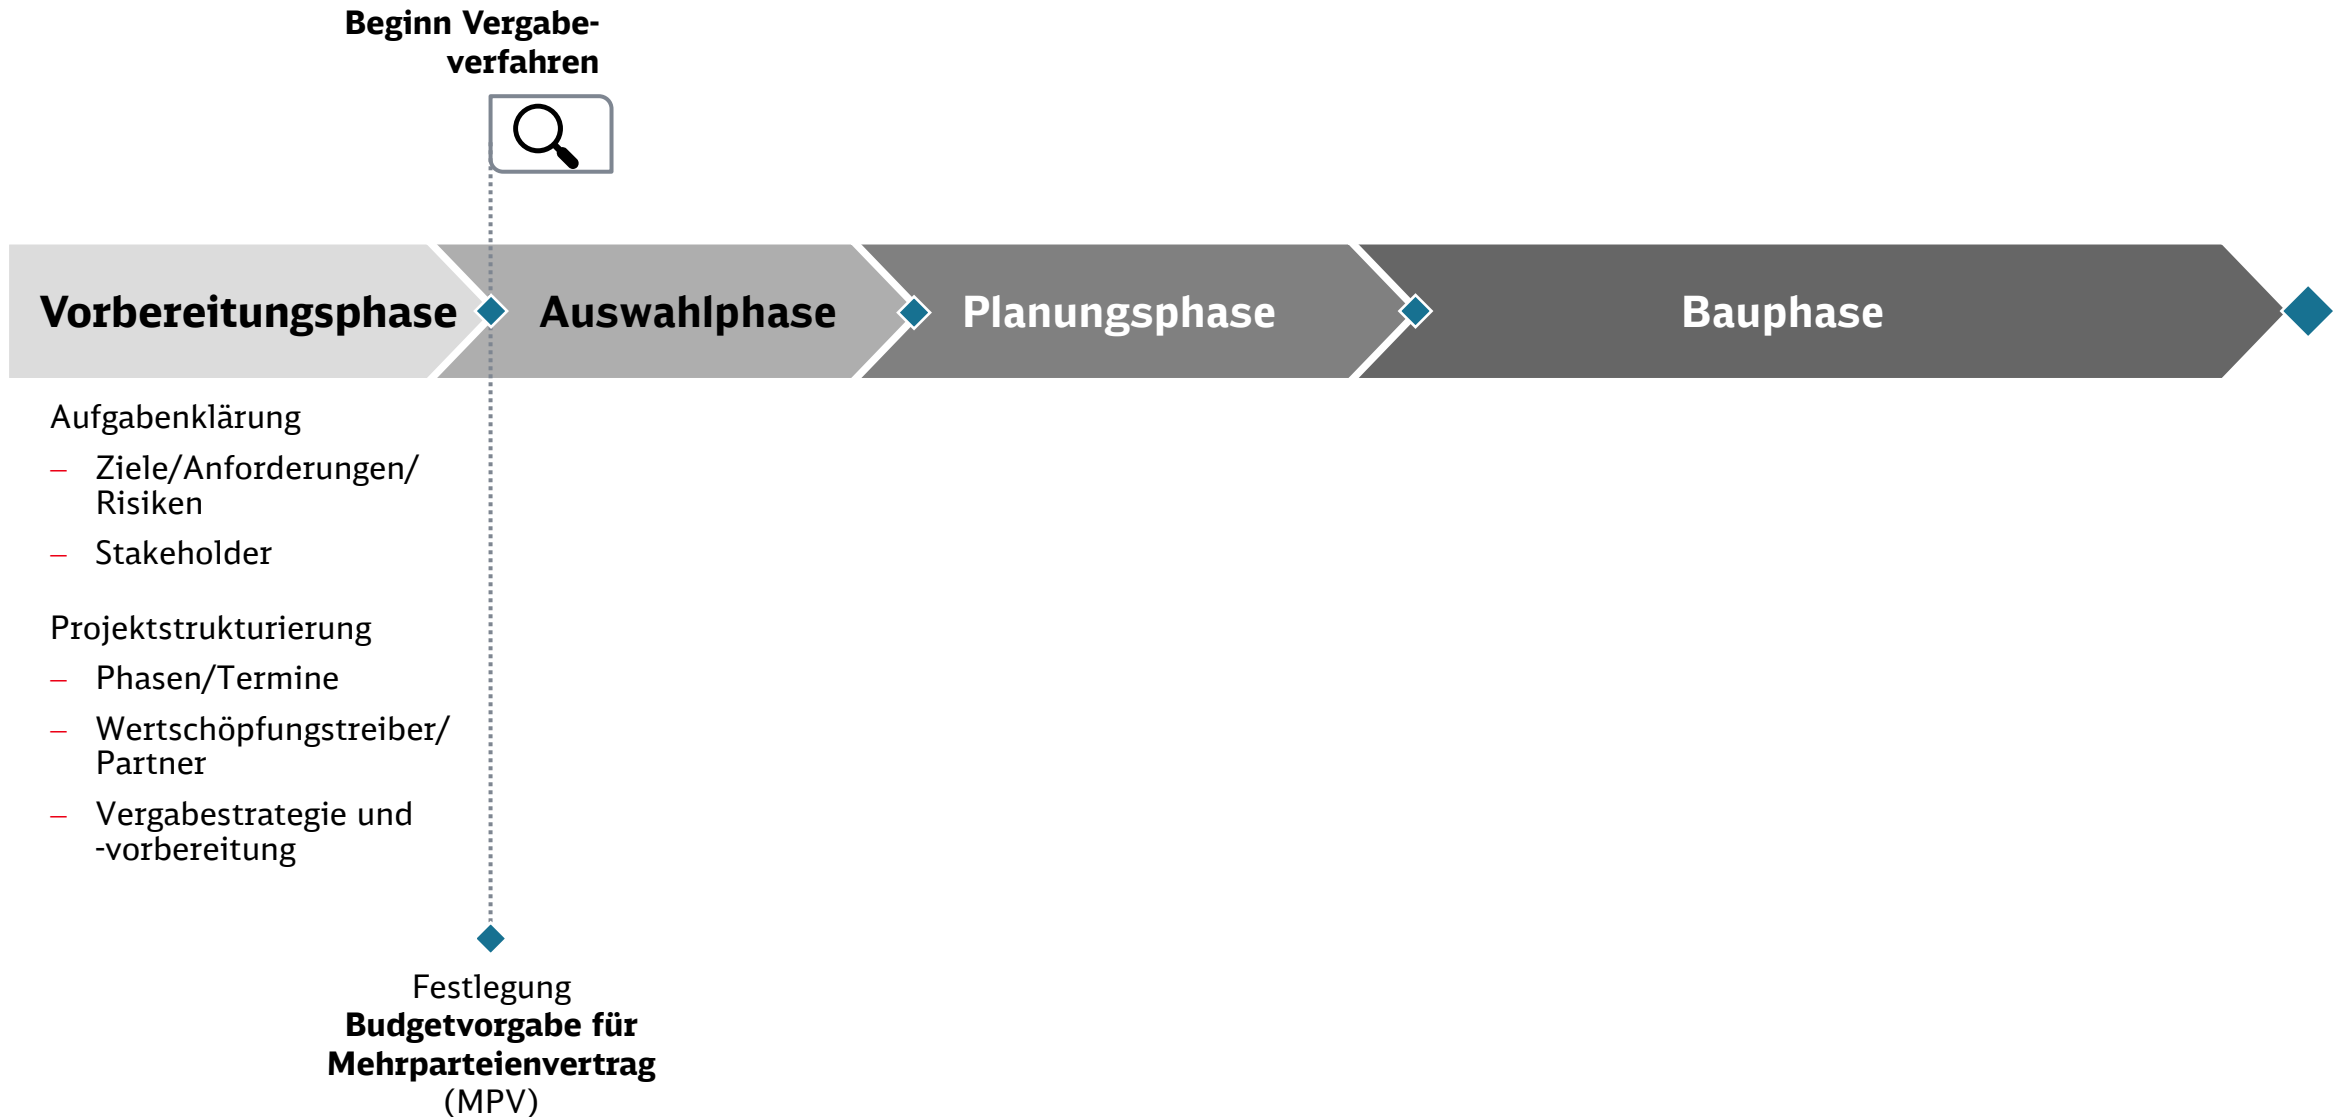 Beginn Vergabe-
verfahren
Vorbereitungsphase
Auswahlphase
Planungsphase
Bauphase
Aufgabenklärung
– Ziele/Anforderungen/
Risiken
– Stakeholder
Projektstrukturierung
– Phasen/Termine
– Wertschöpfungstreiber/
Partner
– Vergabestrategie und
-vorbereitung
Festlegung
Budgetvorgabe für
Mehrparteienvertrag
(MPV)